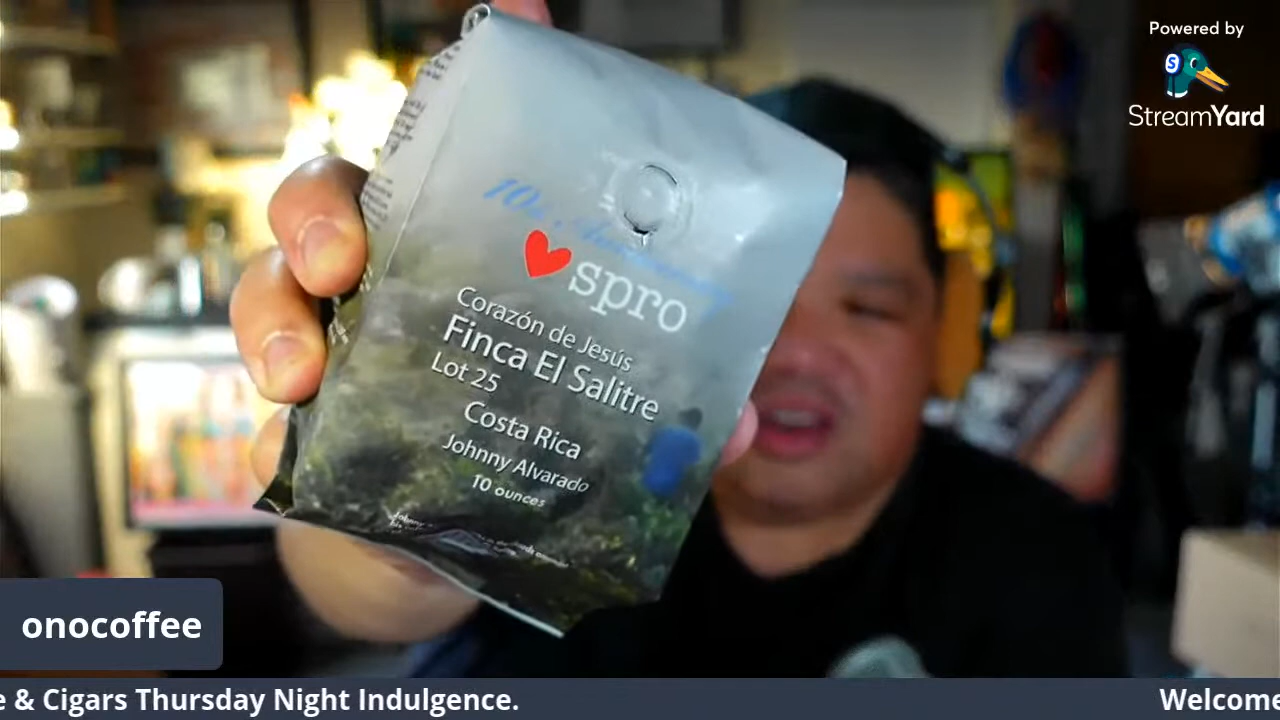 Powered by
S
StreamYard
10
spro
Corazón de Jesús
Finca El Salitre
Lot 25
Costa Rica
Johnny Alvarado
10 ounces
onocoffee
e & Cigars Thursday Night Indulgence.
Welcome